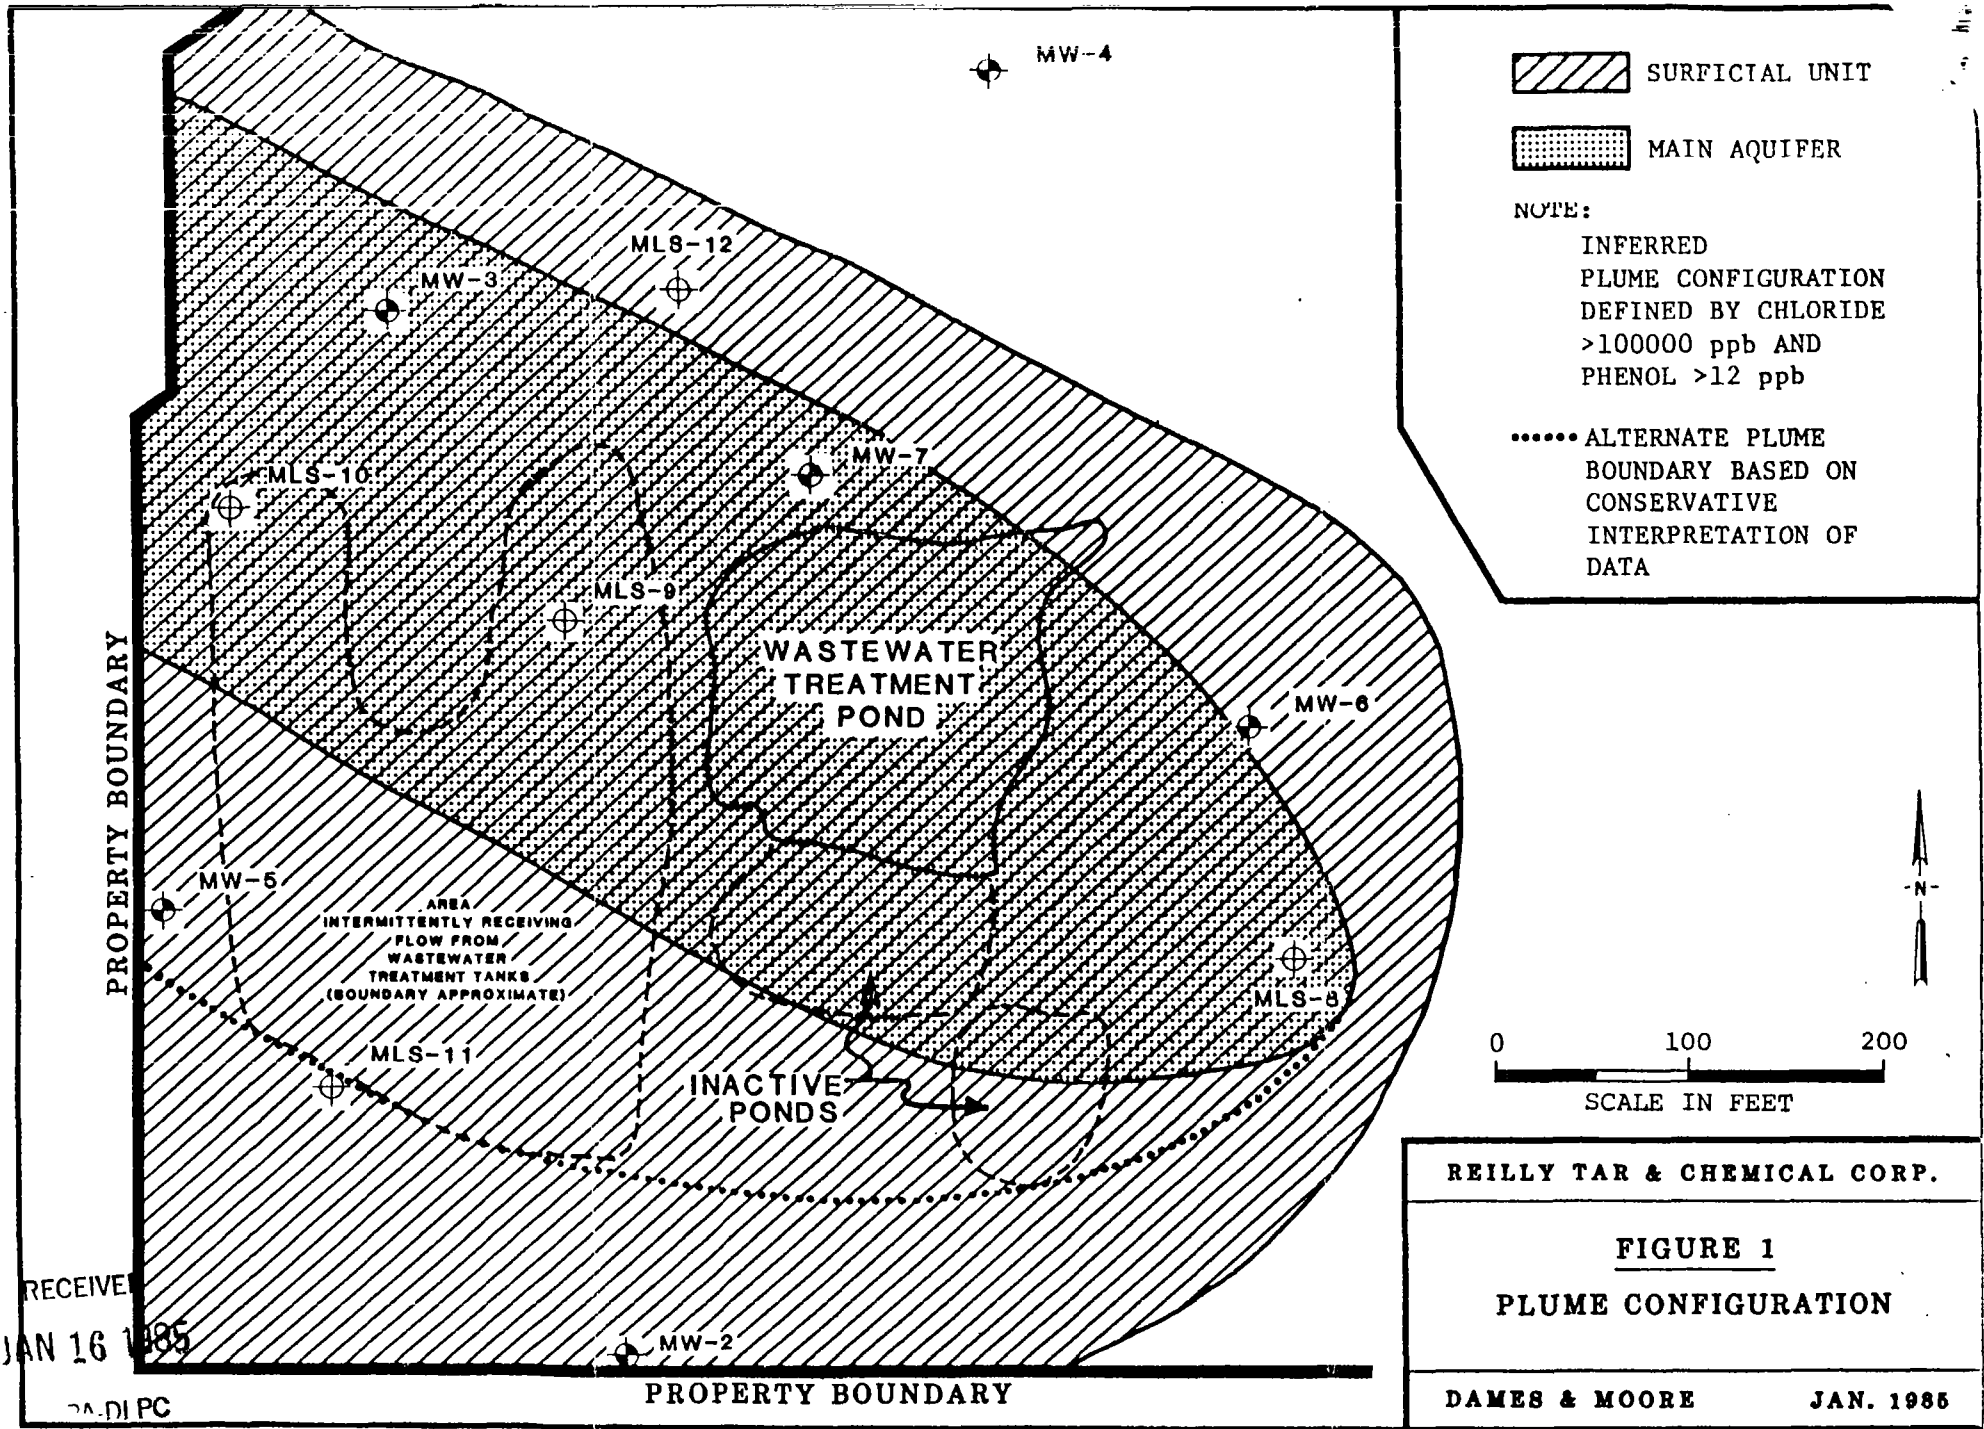 MW-4
MLS-12
MW-3
MLS-10
MW-7
MLS-9
WASTEWATER
TREATMENT
POND
MW-6
PROPERTY BOUNDARY
MW-5
AREA
INTERMITTENTLY RECEIVING
FLOW FROM
WASTEWATER
TREATMENT TANKS
(BOUNDARY APPROXIMATE)
MLS-8
MLS-11
INACTIVE
PONDS
MW-2
PROPERTY BOUNDARY
RECEIVE
JAN 16 1985
SURFICIAL UNIT
MAIN AQUIFER
NOTE:
INFERRED
PLUME CONFIGURATION
DEFINED BY CHLORIDE
>100000 ppb AND
PHENOL >12 ppb
ALTERNATE PLUME
BOUNDARY BASED ON
CONSERVATIVE
INTERPRETATION OF
DATA
-N-
0 100 200
SCALE IN FEET
REILLY TAR & CHEMICAL CORP.
FIGURE 1
PLUME CONFIGURATION
DAMES & MOORE JAN. 1985